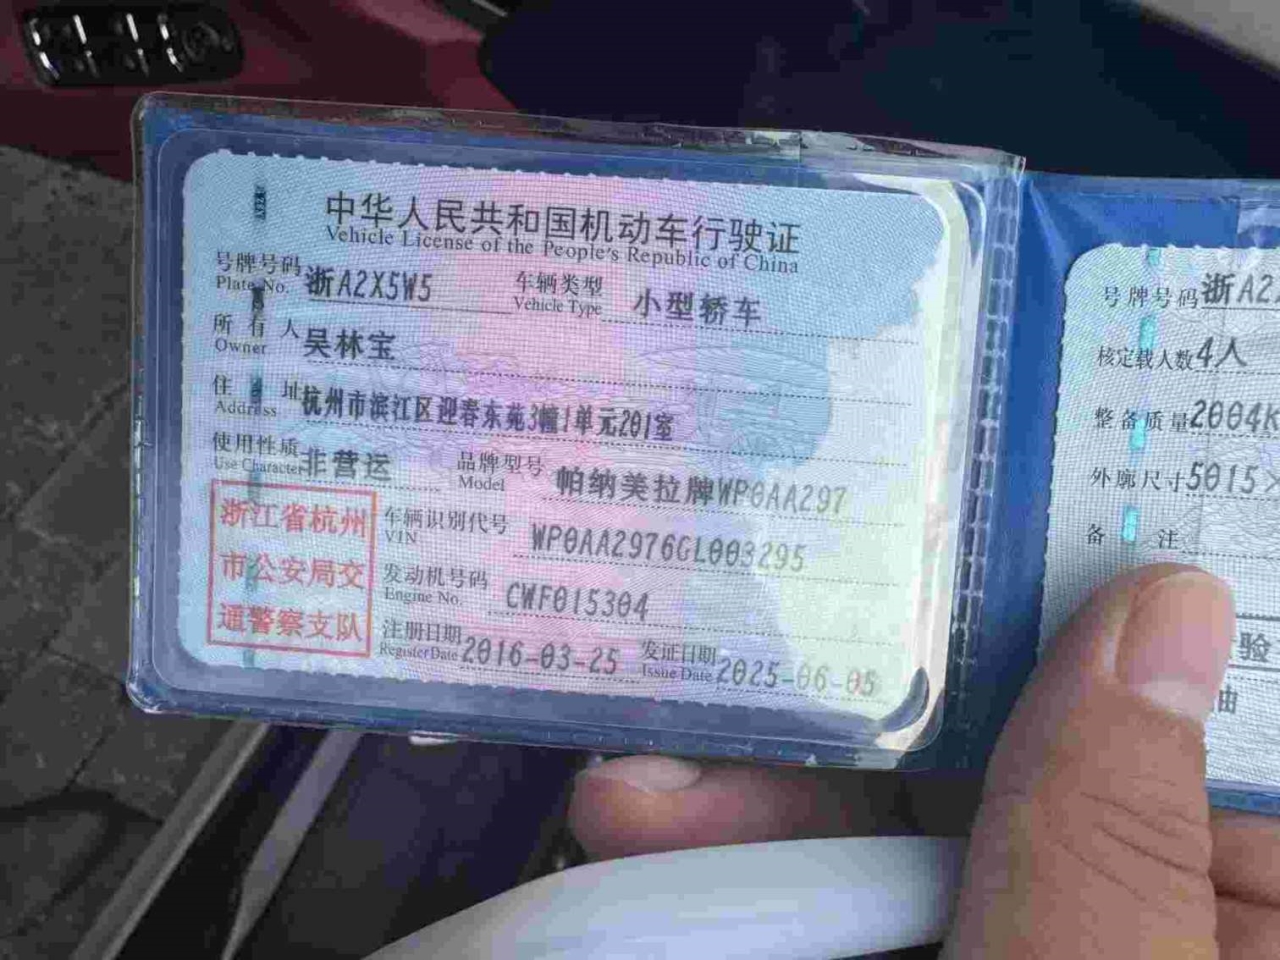 中华人民共和国机动车行驶证
Vehicle License of the People's Republic of China
号牌号码 浙A2X5W5 车辆类型 小型轿车
Plate No. Vehicle Type
所有人 吴林宝
Owner
住址 杭州市滨江区迎春东苑3幢1单元201室
Address
使用性质 非营运 品牌型号 帕纳美拉牌WP0AA297
Use Character Model
浙江省杭州
市公安局交
通警察支队
车辆识别代号 WP0AA2976GL003295
VIN
发动机号码 CWF015304
Engine No.
注册日期 2016-03-25 发证日期 2025-06-05
Register Date Issue Date
号牌号码 浙A2
核定载人数 4人
整备质量 2004K
外廓尺寸 5015×
备注
验
油